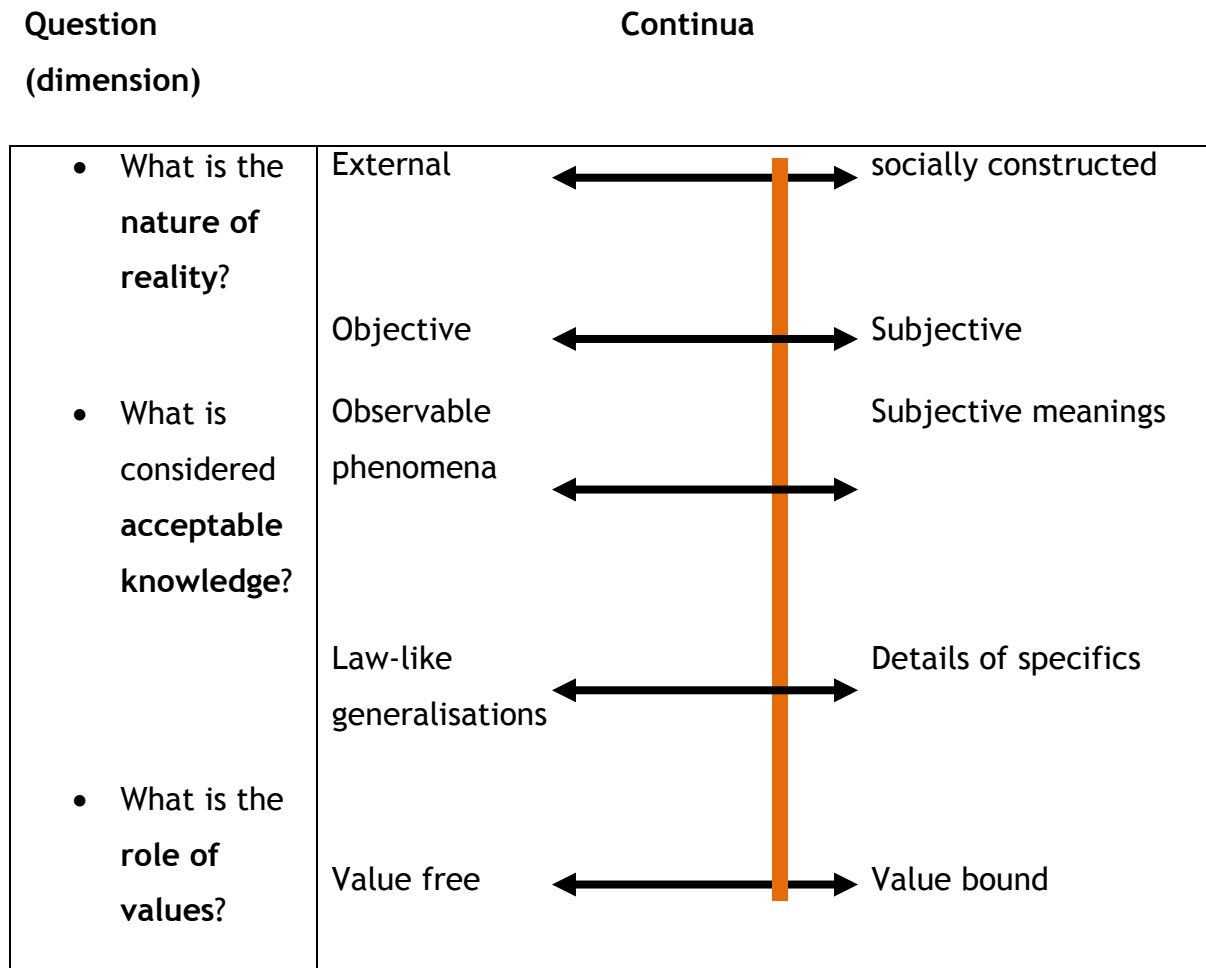 Question Continua
(dimension)
• What is the External socially constructed
nature of
reality?
Objective Subjective
• What is Observable Subjective meanings
considered phenomena
acceptable
knowledge?
Law-like Details of specifics
generalisations
• What is the
role of
values? Value free Value bound